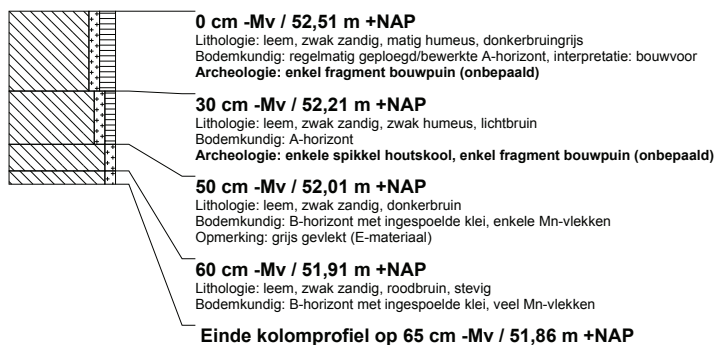 0 cm -Mv / 52,51 m +NAP
Lithologie: leem, zwak zandig, matig humeus, donkerbruingrijs
Bodemkundig: regelmatig geploegd/bewerkte A-horizont, interpretatie: bouwvoor
Archeologie: enkel fragment bouwpuin (onbepaald)
30 cm -Mv / 52,21 m +NAP
Lithologie: leem, zwak zandig, zwak humeus, lichtbruin
Bodemkundig: A-horizont
Archeologie: enkele spikkel houtskool, enkel fragment bouwpuin (onbepaald)
50 cm -Mv / 52,01 m +NAP
Lithologie: leem, zwak zandig, donkerbruin
Bodemkundig: B-horizont met ingespoelde klei, enkele Mn-vlekken
Opmerking: grijs gevlekt (E-materiaal)
60 cm -Mv / 51,91 m +NAP
Lithologie: leem, zwak zandig, roodbruin, stevig
Bodemkundig: B-horizont met ingespoelde klei, veel Mn-vlekken
Einde kolomprofiel op 65 cm -Mv / 51,86 m +NAP